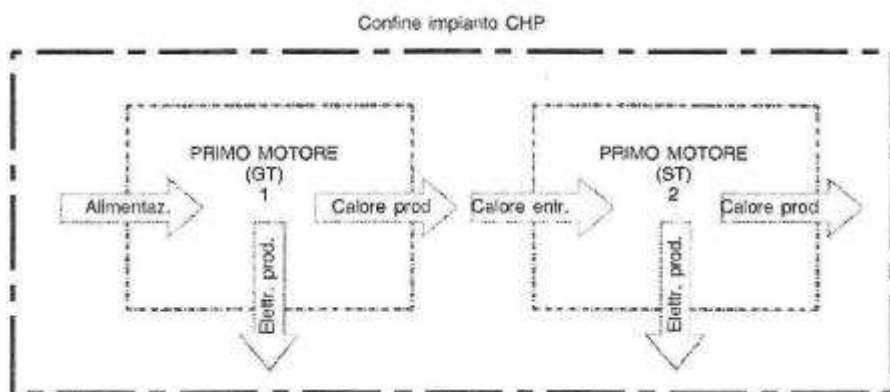 Confine impianto CHP
PRIMO MOTORE
(GT)
1
Alimentaz.
Calore prod
Elettr. prod.
PRIMO MOTORE
(ST)
2
Calore entr.
Calore prod
Elettr. prod.